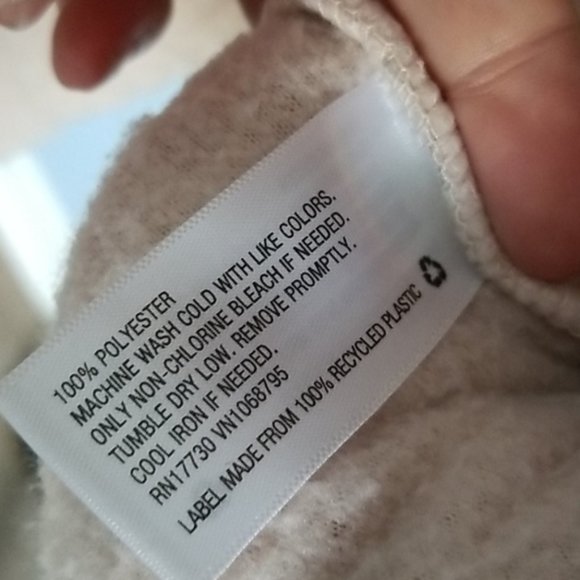 100% POLYESTER
MACHINE WASH COLD WITH LIKE COLORS.
ONLY NON-CHLORINE BLEACH IF NEEDED.
TUMBLE DRY LOW. REMOVE PROMPTLY.
COOL IRON IF NEEDED.
RN17730 VN1068795
LABEL MADE FROM 100% RECYCLED PLASTIC